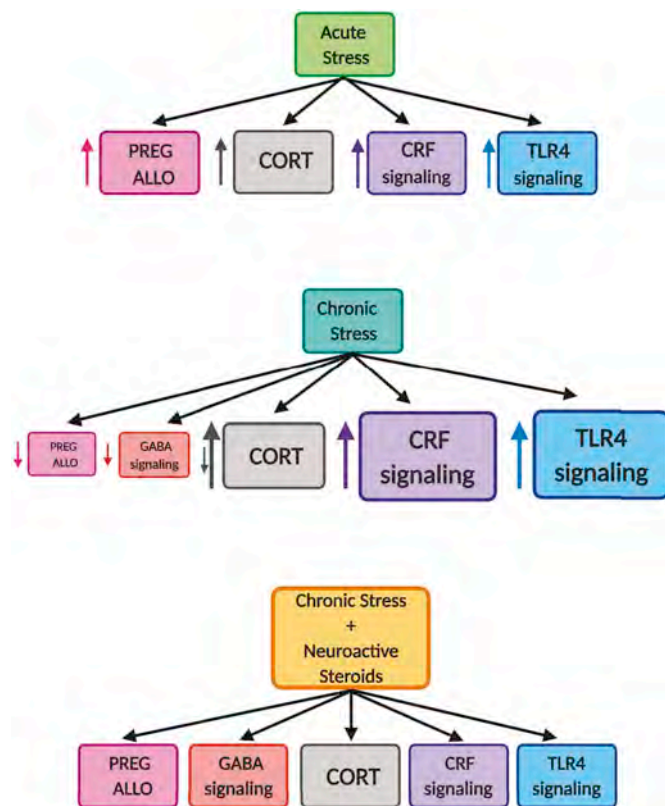 Acute
Stress
PREG
ALLO
CORT
CRF
signaling
TLR4
signaling
Chronic
Stress
PREG
ALLO
GABA
signaling
CORT
CRF
signaling
TLR4
signaling
Chronic Stress
+
Neuroactive
Steroids
PREG
ALLO
GABA
signaling
CORT
CRF
signaling
TLR4
signaling